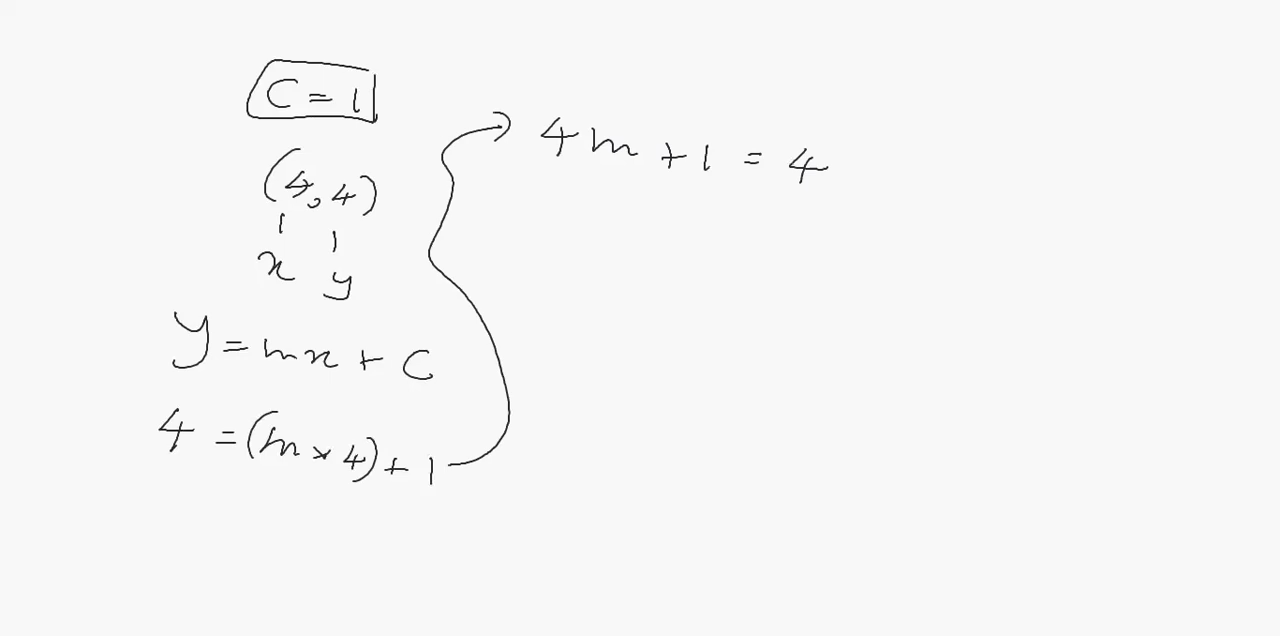 C = 1
(4,4)
x y
y = mx + C
4 = (m × 4) + 1
4m + 1 = 4